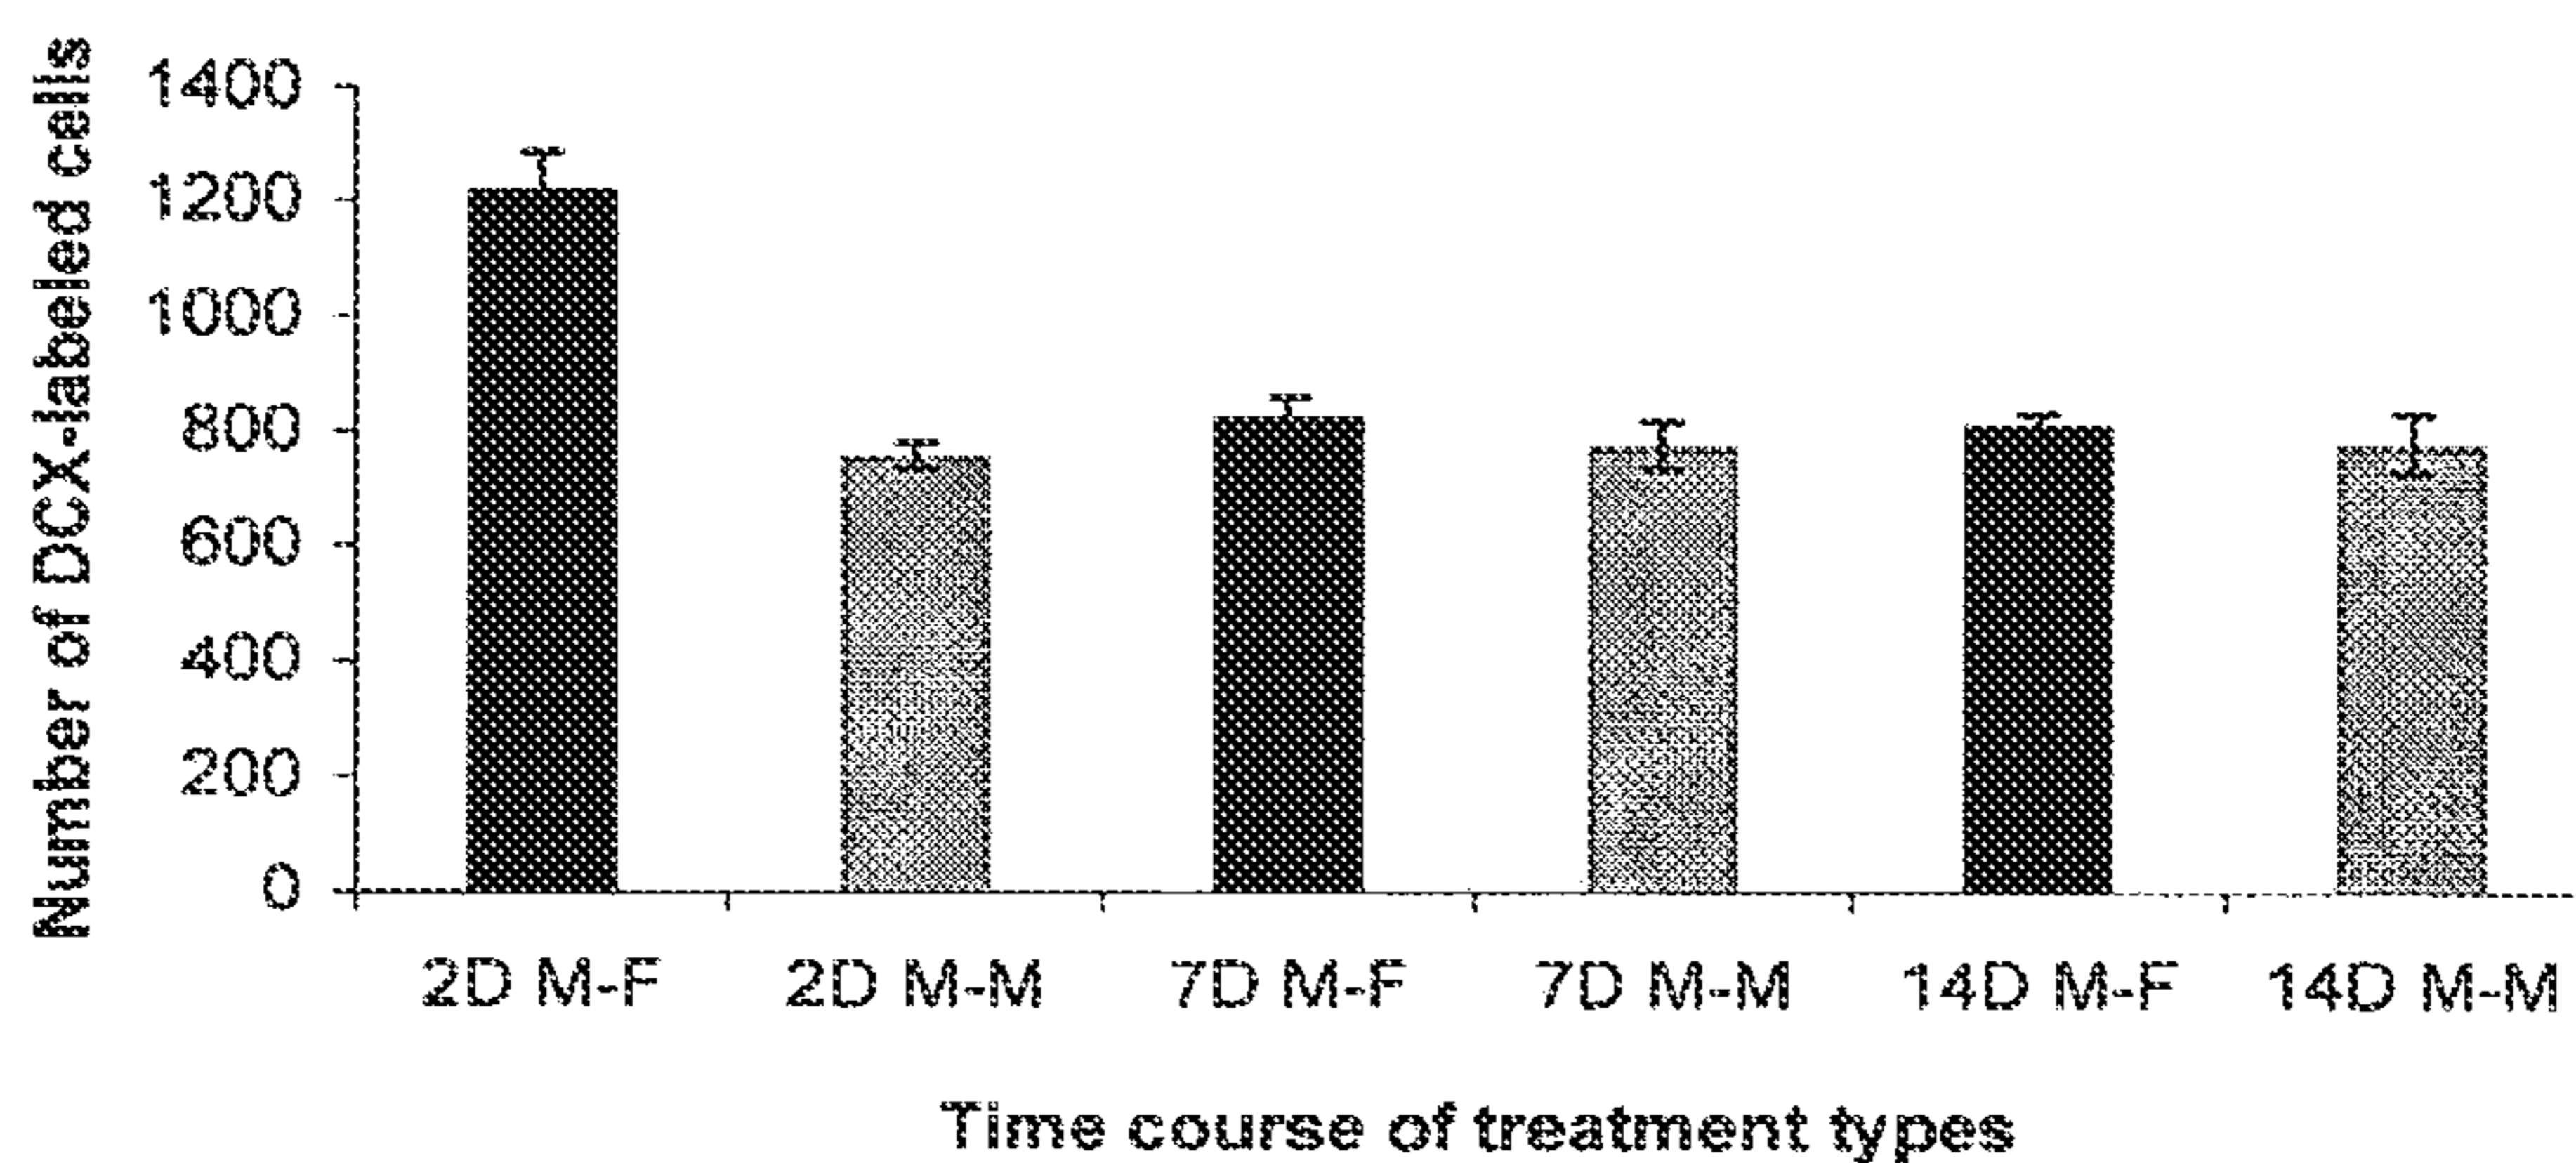 Number of DCX-labeled cells
1400
1200
1000
800
600
400
200
0
2D M-F 2D M-M 7D M-F 7D M-M 14D M-F 14D M-M
Time course of treatment types